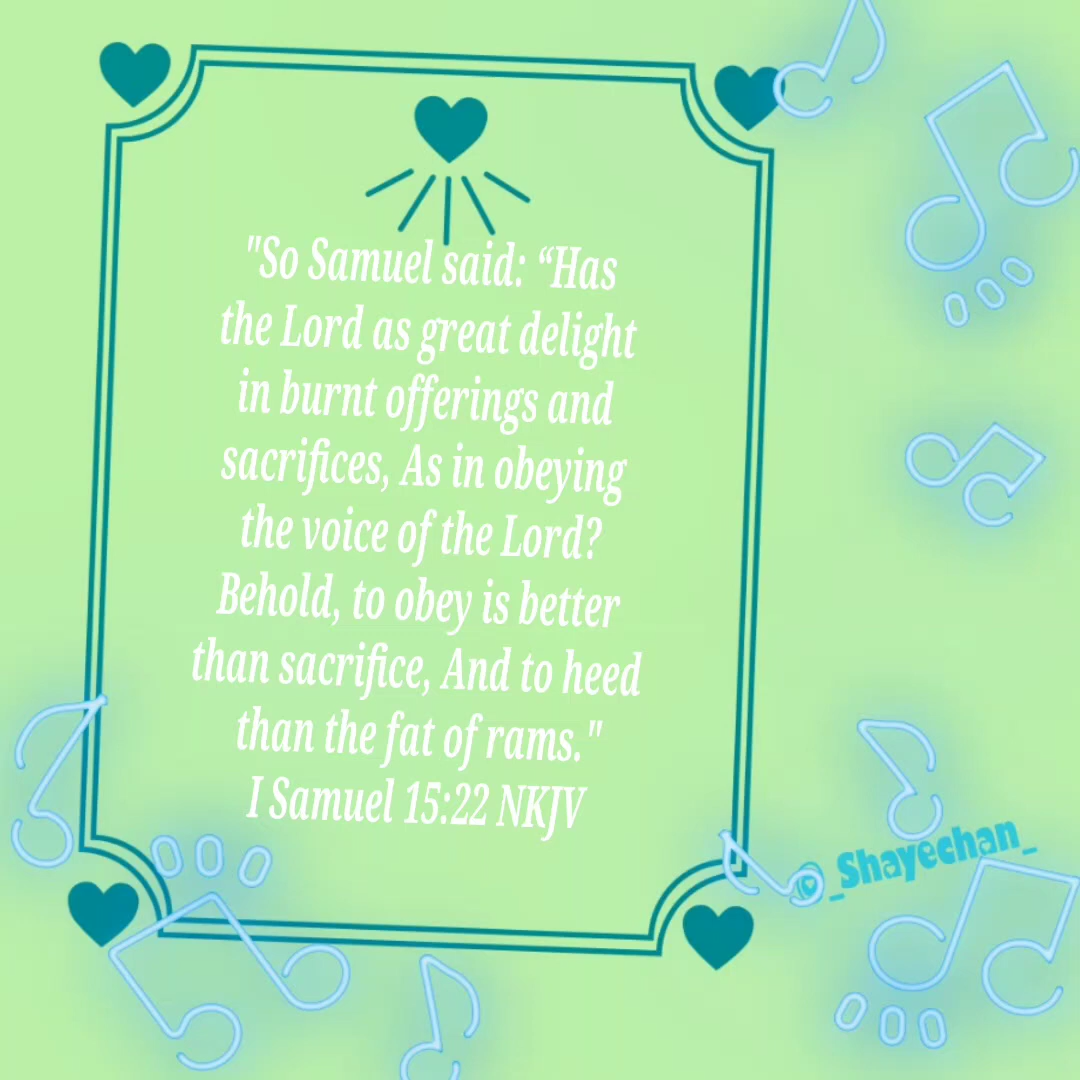 "So Samuel said: “Has
the Lord as great delight
in burnt offerings and
sacrifices, As in obeying
the voice of the Lord?
Behold, to obey is better
than sacrifice, And to heed
than the fat of rams."
I Samuel 15:22 NKJV
@_Shayechan_